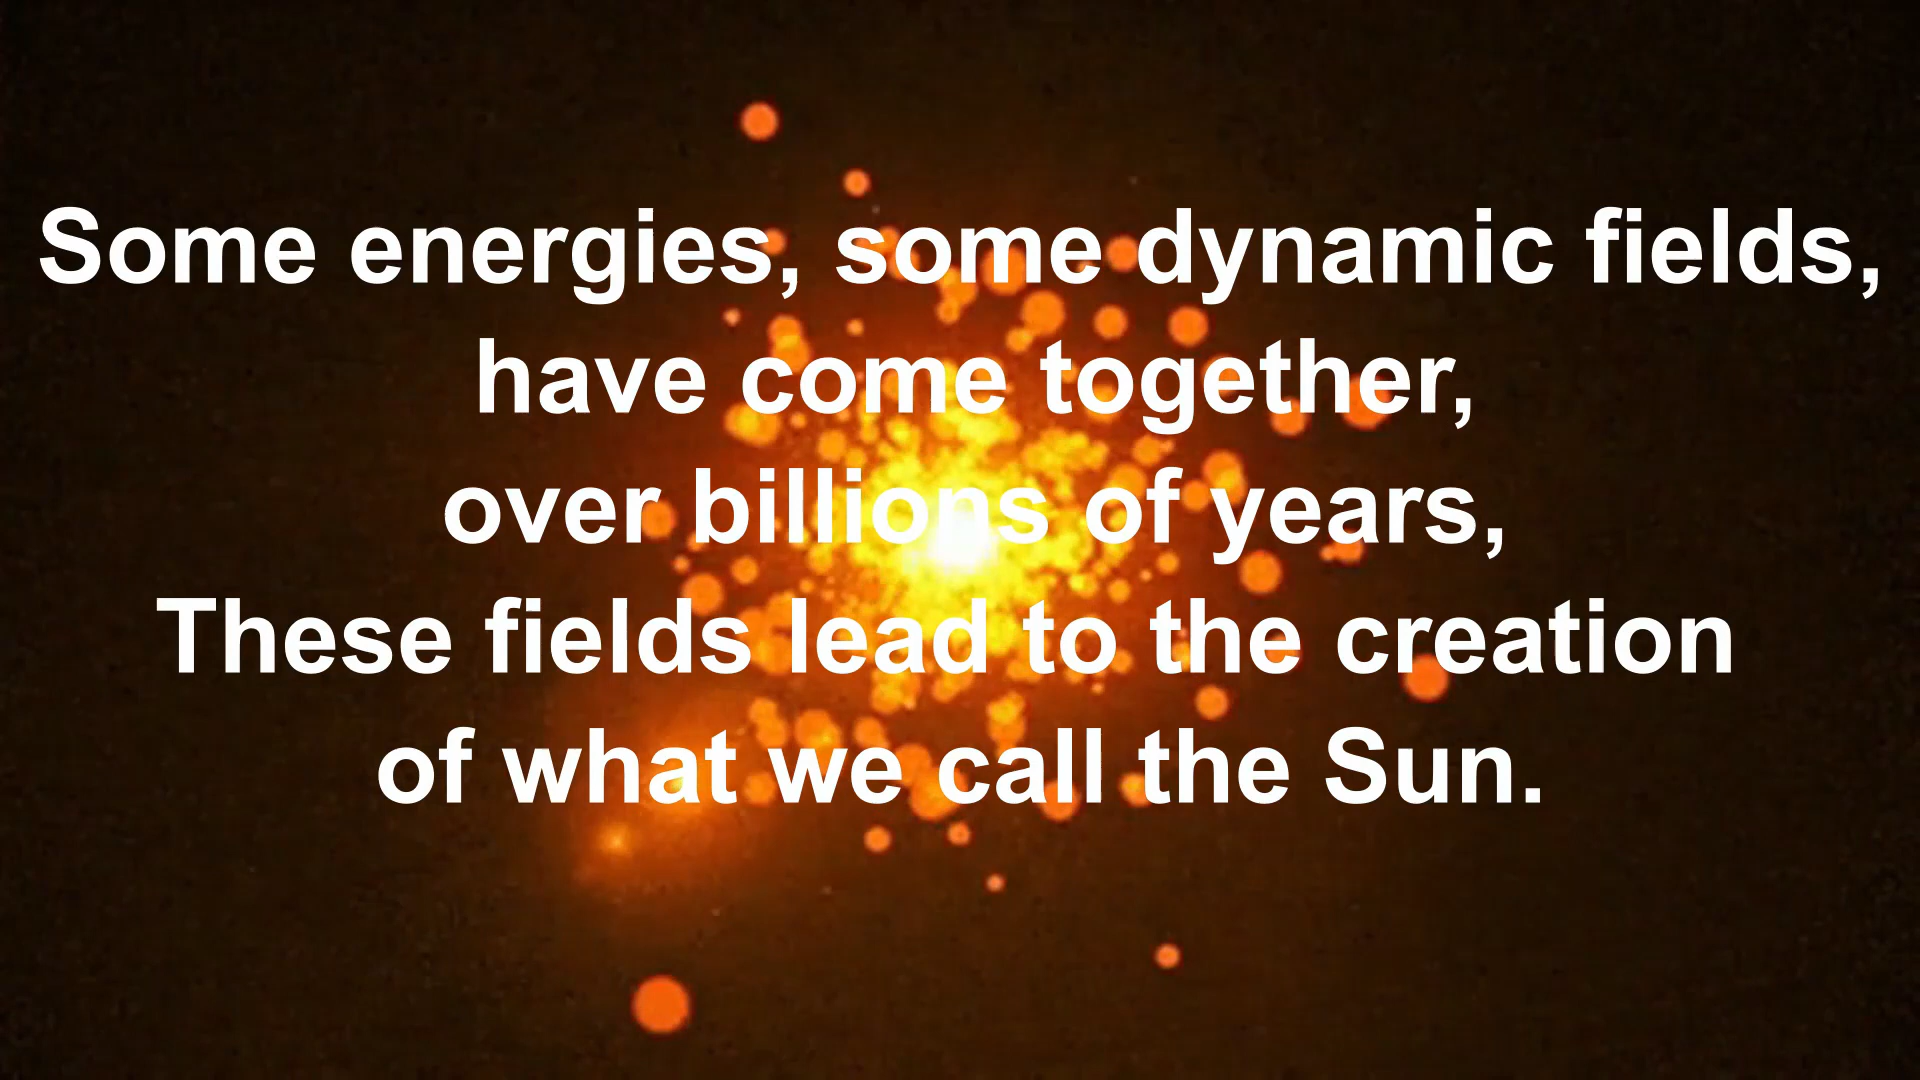 Some energies, some dynamic fields,
have come together,
over billions of years,
These fields lead to the creation
of what we call the Sun.